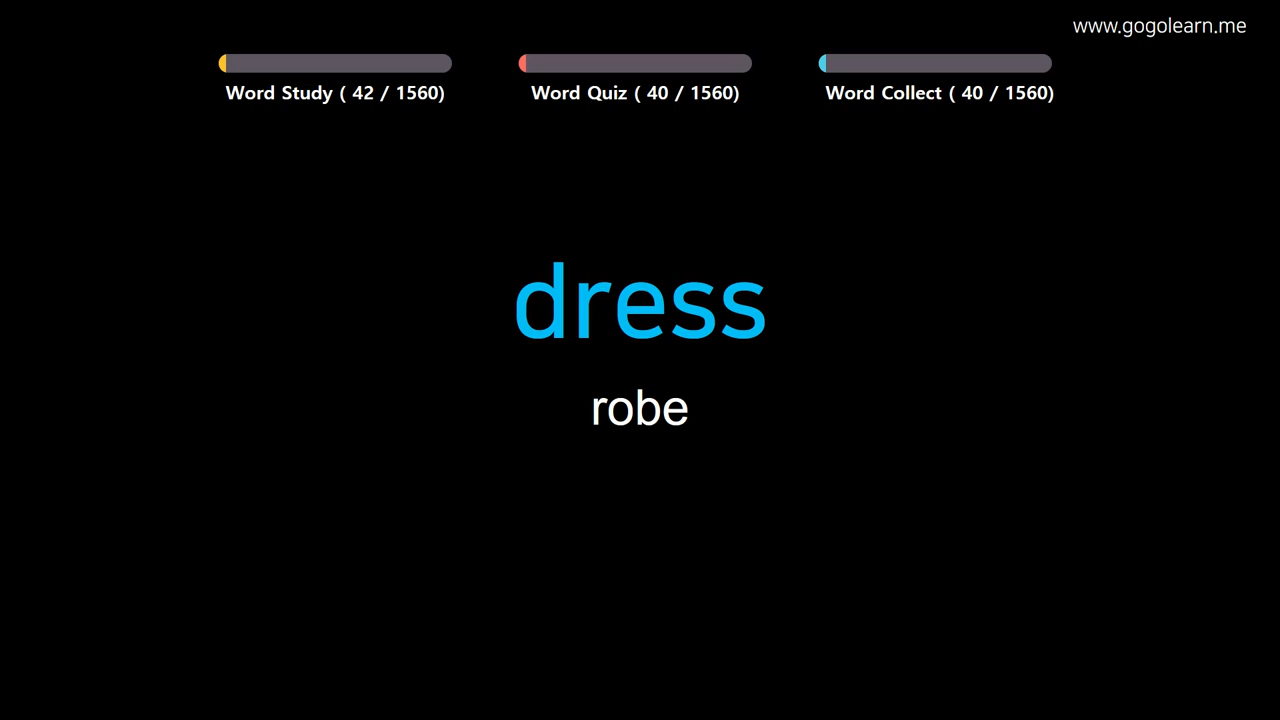 www.gogolearn.me
Word Study ( 42 / 1560)
Word Quiz ( 40 / 1560)
Word Collect ( 40 / 1560)
dress
robe